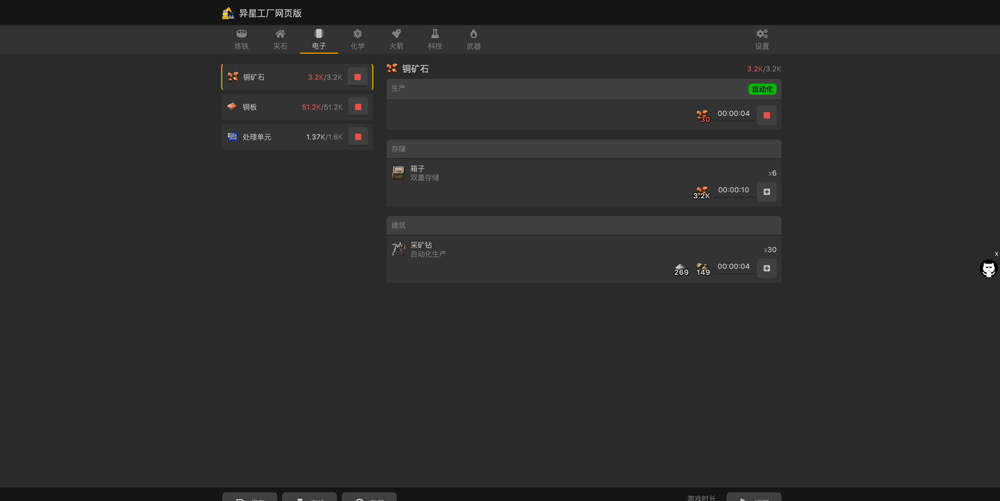 异星工厂网页版
炼铁 采石 电子 化学 火箭 科技 武器 设置
铜矿石 3.2K/3.2K
铜板 51.2K/51.2K
处理单元 1.37K/1.6K
铜矿石 3.2K/3.2K
生产 自动化
30 00:00:04
存储
箱子 x6
双重存储
3.2K 00:00:10
建筑
采矿钻 x30
自动化生产
269 149 00:00:04
x
游戏时长